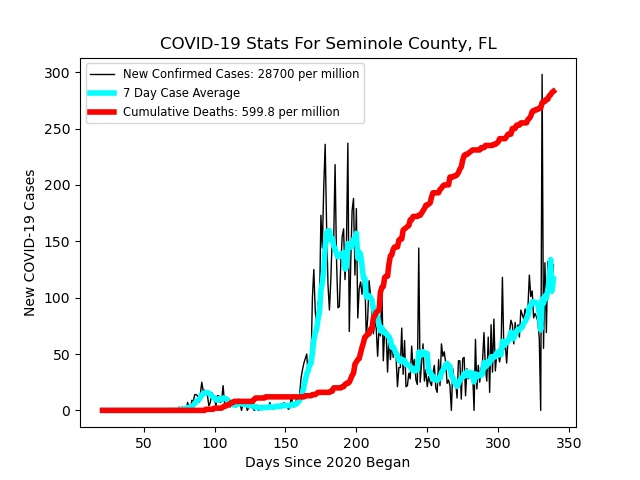 COVID-19 Stats For Seminole County, FL
New Confirmed Cases: 28700 per million
7 Day Case Average
Cumulative Deaths: 599.8 per million
New COVID-19 Cases
300
250
200
150
100
50
0
50 100 150 200 250 300 350
Days Since 2020 Began